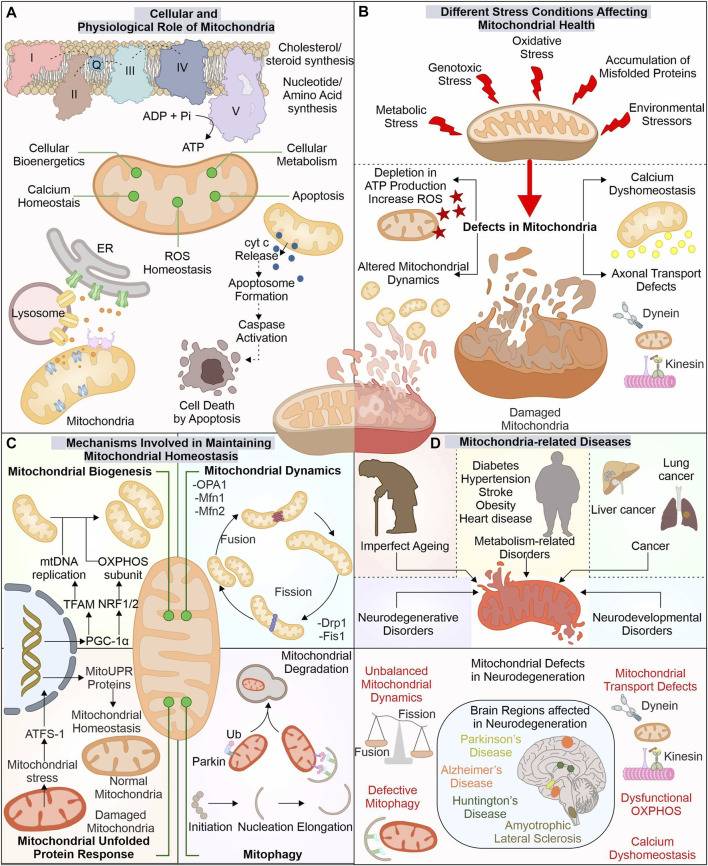 A
Cellular and
Physiological Role of Mitochondria
I
II
Q
III
IV
V
Cholesterol/
steroid synthesis
Nucleotide/
Amino Acid
synthesis
ADP + Pi
ATP
Cellular
Bioenergetics
Cellular
Metabolism
Calcium
Homeostais
Apoptosis
ROS
Homeostasis
ER
Lysosome
Mitochondria
cyt c
Release
Apoptosome
Formation
Caspase
Activation
Cell Death
by Apoptosis
B
Different Stress Conditions Affecting
Mitochondrial Health
Oxidative
Stress
Genotoxic
Stress
Accumulation of
Misfolded Proteins
Metabolic
Stress
Environmental
Stressors
Depletion in
ATP Production
Increase ROS
Calcium
Dyshomeostasis
Defects in Mitochondria
Altered Mitochondrial
Dynamics
Axonal Transport
Defects
Dynein
Kinesin
Damaged
Mitochondria
C
Mechanisms Involved in Maintaining
Mitochondrial Homeostasis
Mitochondrial Biogenesis
mtDNA
replication
OXPHOS
subunit
TFAM
NRF1/2
PGC-1α
Mitochondrial Dynamics
-OPA1
-Mfn1
-Mfn2
Fusion
Fission
-Drp1
-Fis1
MitoUPR
Proteins
ATFS-1
Mitochondrial
Homeostasis
Mitochondrial
stress
Normal
Mitochondria
Damaged
Mitochondria
Mitochondrial Unfolded
Protein Response
Mitochondrial
Degradation
Ub
Parkin
Initiation
Nucleation
Elongation
Mitophagy
D
Mitochondria-related Diseases
Imperfect Ageing
Diabetes
Hypertension
Stroke
Obesity
Heart disease
Metabolism-related
Disorders
Liver cancer
Lung
cancer
Cancer
Neurodegenerative
Disorders
Neurodevelopmental
Disorders
Mitochondrial Defects
in Neurodegeneration
Unbalanced
Mitochondrial
Dynamics
Fission
Fusion
Defective
Mitophagy
Brain Regions affected
in Neurodegeneration
Parkinson's
Disease
Alzheimer's
Disease
Huntington's
Disease
Amyotrophic
Lateral Sclerosis
Mitochondrial
Transport Defects
Dynein
Kinesin
Dysfunctional
OXPHOS
Calcium
Dyshomeostasis